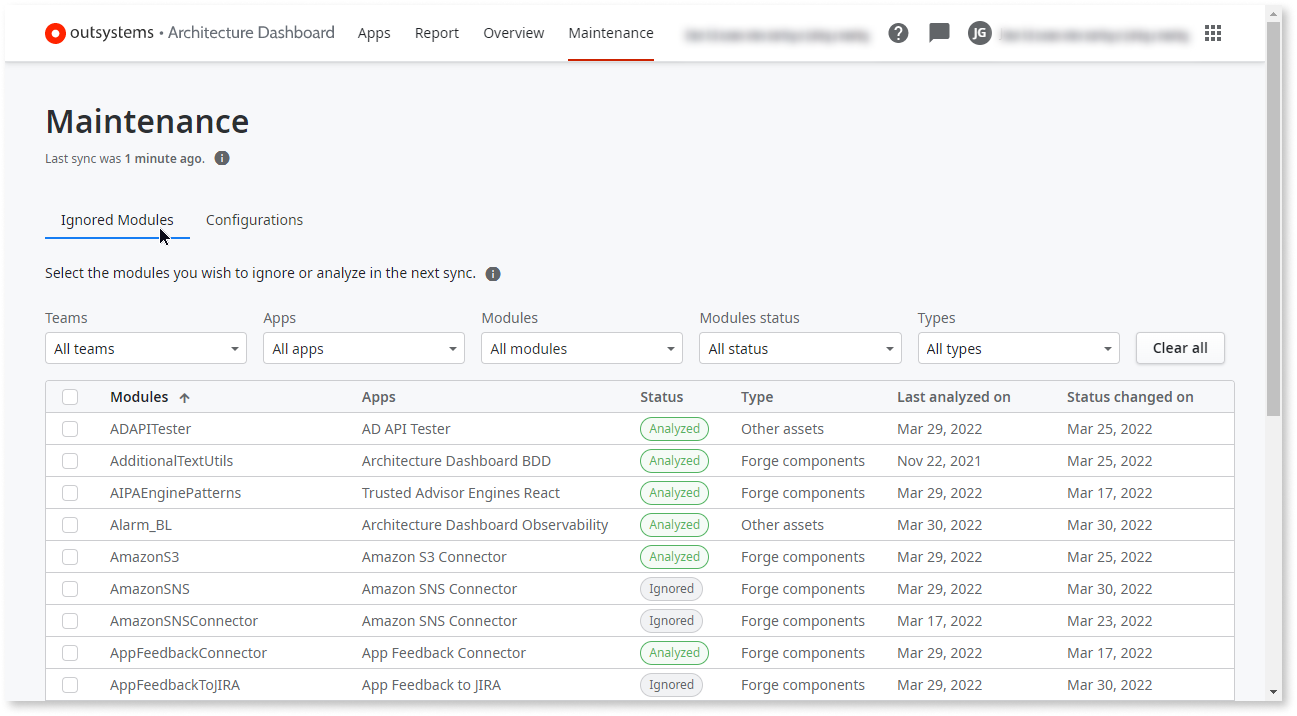 outsystems • Architecture Dashboard Apps Report Overview Maintenance ? JG
Maintenance
Last sync was 1 minute ago. i
Ignored Modules Configurations
Select the modules you wish to ignore or analyze in the next sync. i
Teams Apps Modules Modules status Types
All teams All apps All modules All status All types Clear all
Modules Apps Status Type Last analyzed on Status changed on
ADAPITester AD API Tester Analyzed Other assets Mar 29, 2022 Mar 25, 2022
AdditionalTextUtils Architecture Dashboard BDD Analyzed Forge components Nov 22, 2021 Mar 25, 2022
AIPAEnginePatterns Trusted Advisor Engines React Analyzed Forge components Mar 29, 2022 Mar 17, 2022
Alarm_BL Architecture Dashboard Observability Analyzed Other assets Mar 30, 2022 Mar 30, 2022
AmazonS3 Amazon S3 Connector Analyzed Forge components Mar 29, 2022 Mar 25, 2022
AmazonSNS Amazon SNS Connector Ignored Forge components Mar 29, 2022 Mar 30, 2022
AmazonSNSConnector Amazon SNS Connector Ignored Forge components Mar 17, 2022 Mar 23, 2022
AppFeedbackConnector App Feedback Connector Analyzed Forge components Mar 29, 2022 Mar 17, 2022
AppFeedbackToJIRA App Feedback to JIRA Ignored Forge components Mar 29, 2022 Mar 30, 2022